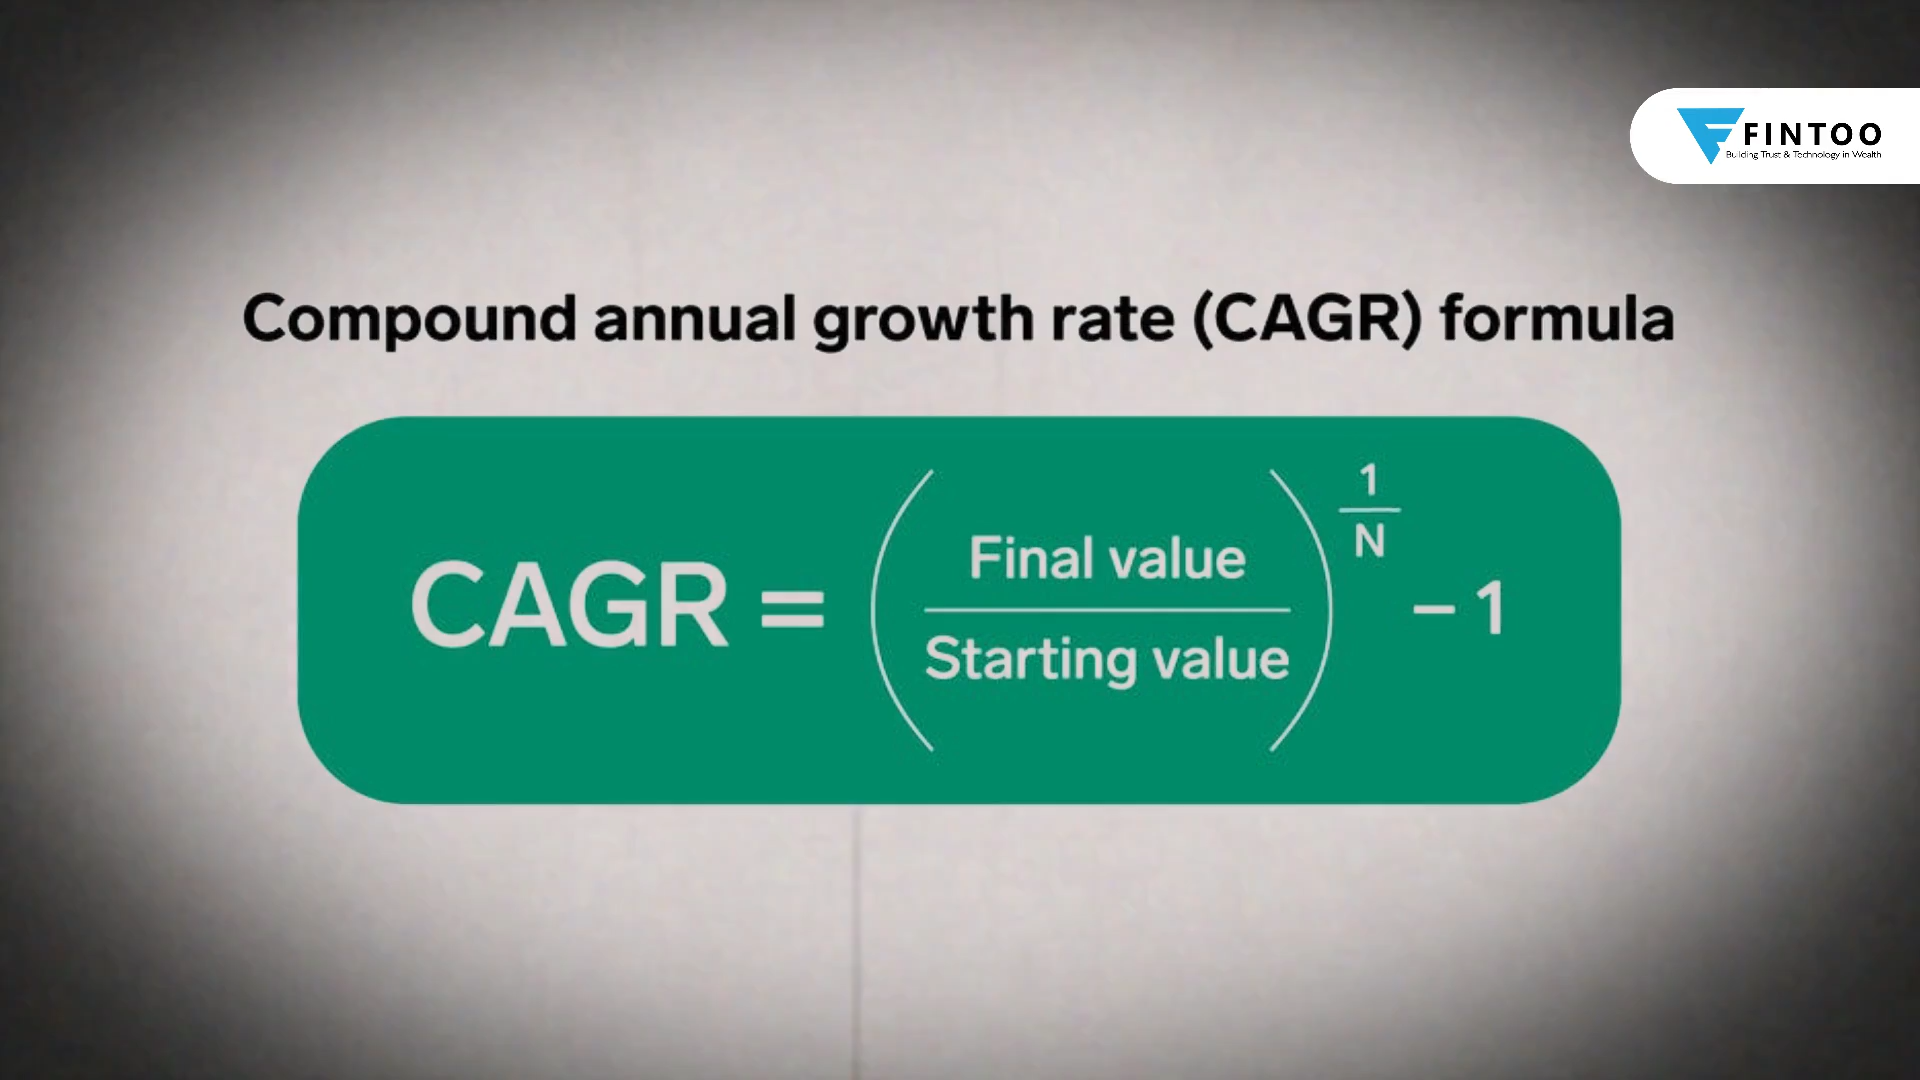 FINTOO
Building Trust & Technology in Wealth
Compound annual growth rate (CAGR) formula
CAGR = ( Final value / Starting value ) ^ 1/N − 1